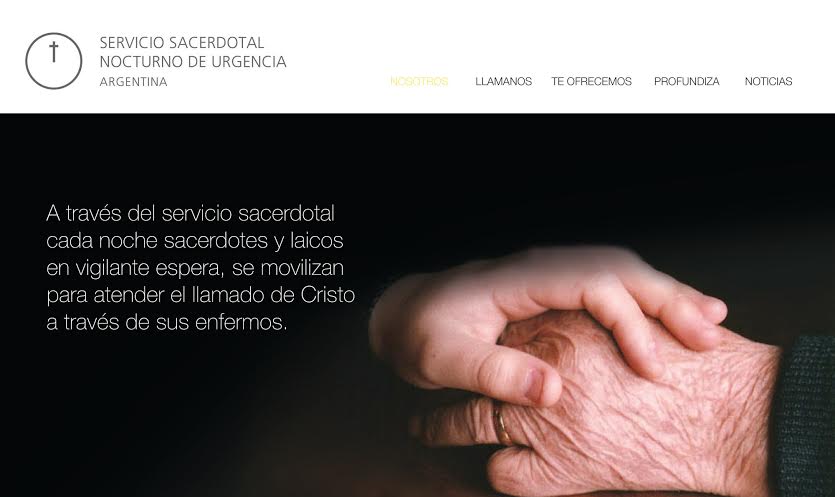 SERVICIO SACERDOTAL
NOCTURNO DE URGENCIA
ARGENTINA
NOSOTROS
LLAMANOS
TE OFRECEMOS
PROFUNDIZA
NOTICIAS
A través del servicio sacerdotal
cada noche sacerdotes y laicos
en vigilante espera, se movilizan
para atender el llamado de Cristo
a través de sus enfermos.